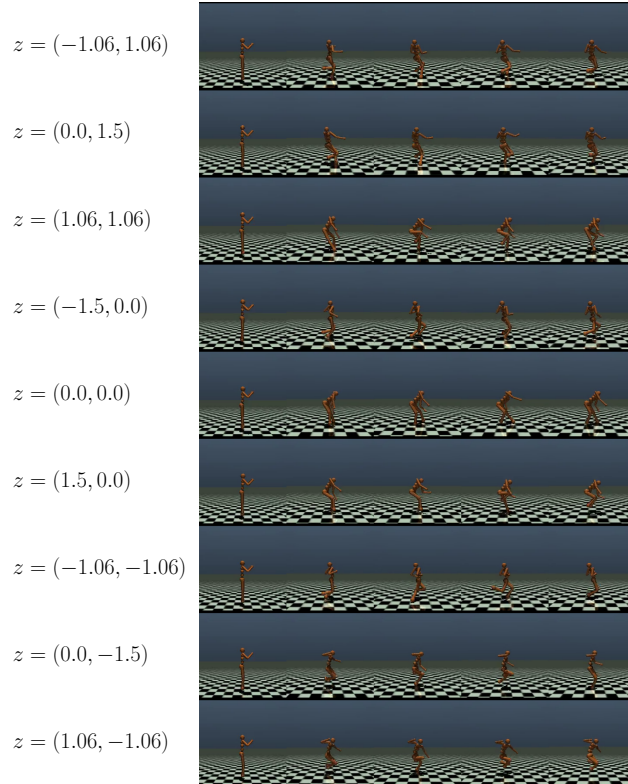 z = (−1.06, 1.06)
z = (0.0, 1.5)
z = (1.06, 1.06)
z = (−1.5, 0.0)
z = (0.0, 0.0)
z = (1.5, 0.0)
z = (−1.06, −1.06)
z = (0.0, −1.5)
z = (1.06, −1.06)